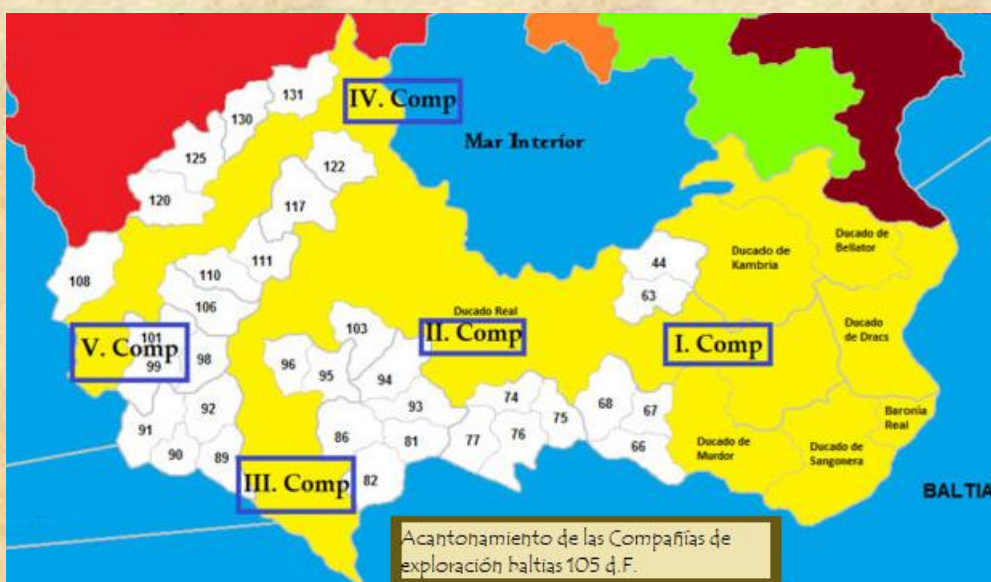 131
IV. Comp
130
Mar Interior
125
122
120
117
Ducado de
Bellator
Ducado de
Kambria
111
44
108
110
63
106
Ducado Real
103
101
II. Comp
Ducado
de Dracs
V. Comp
I. Comp
99
98
96
95
94
74
68
67
92
93
75
Baronía
Real
91
86
81
77
76
66
Ducado de
Murdor
Ducado de
Sangonera
90
89
III. Comp
82
BALTIA
Acantonamiento de las Compañías de
exploración baltias 105 d.F.